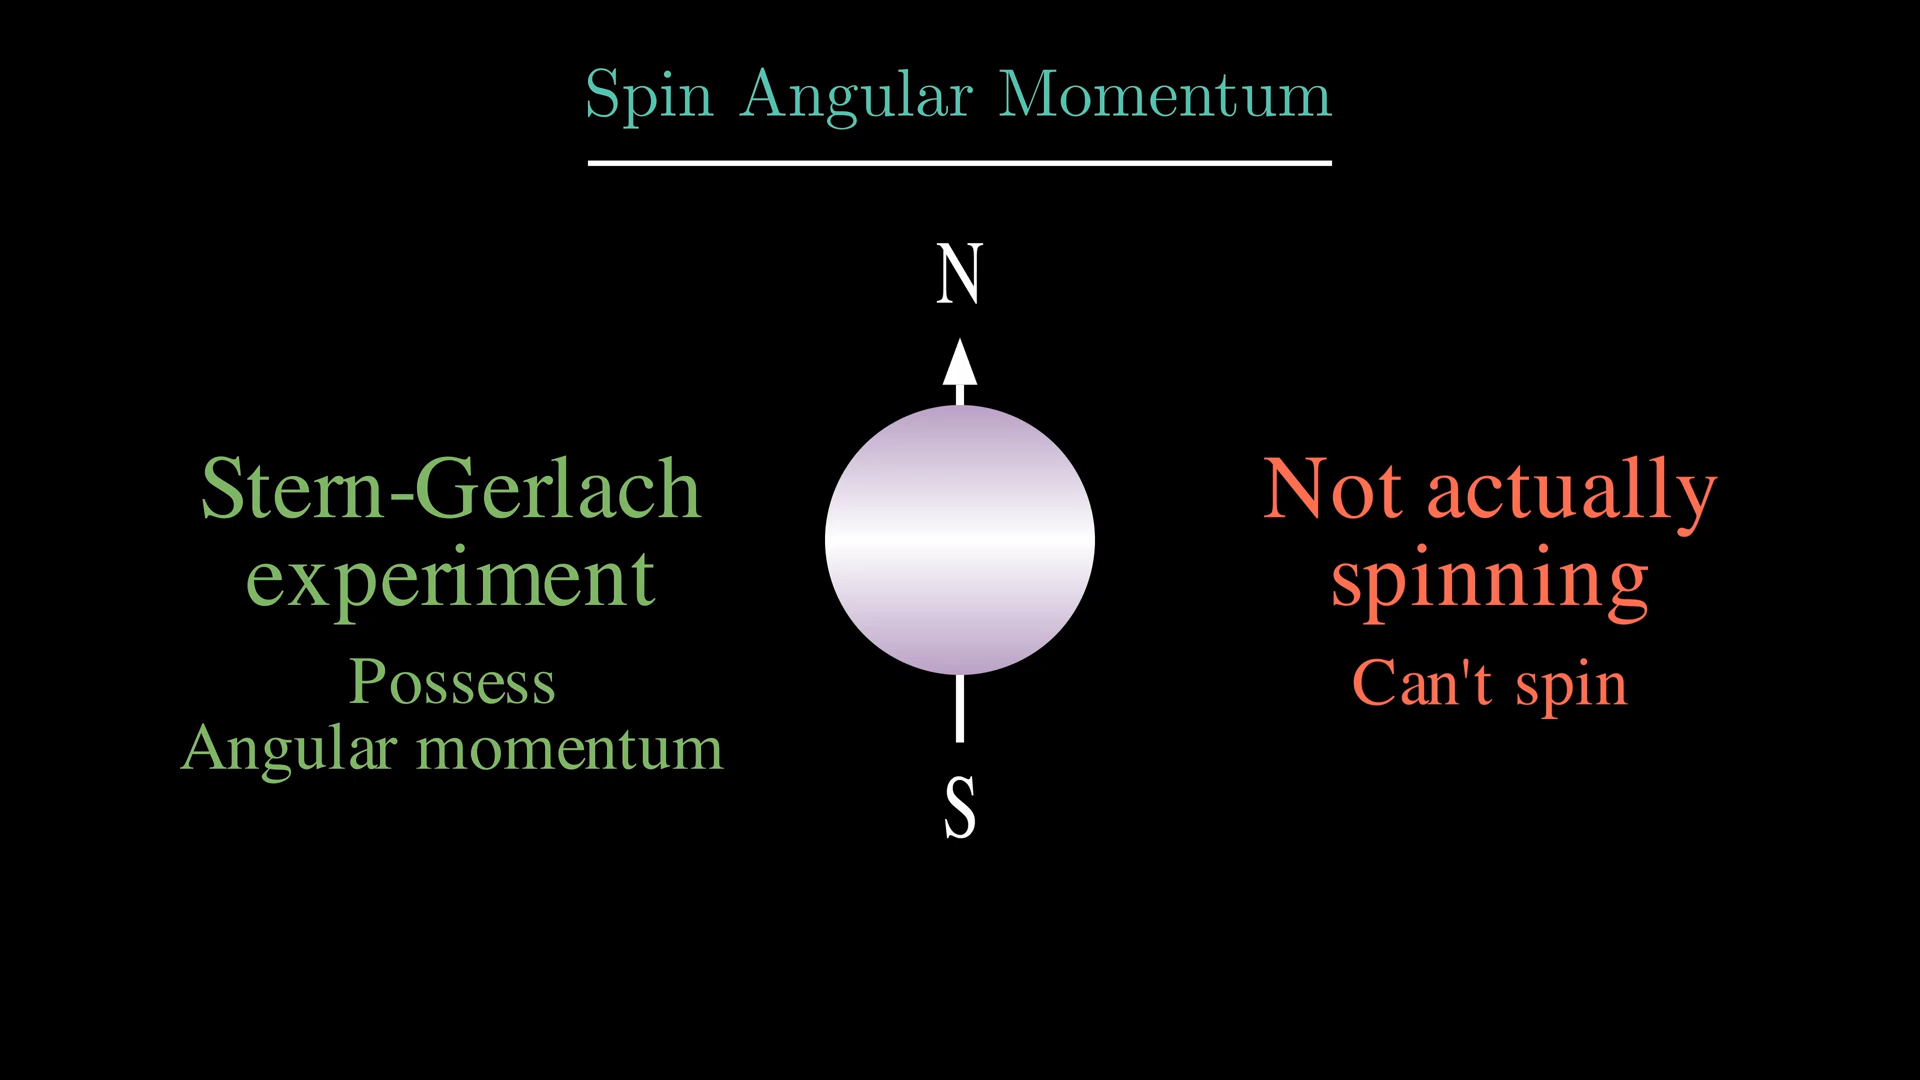 Spin Angular Momentum
N
Stern-Gerlach
experiment
Possess
Angular momentum
Not actually
spinning
Can't spin
S